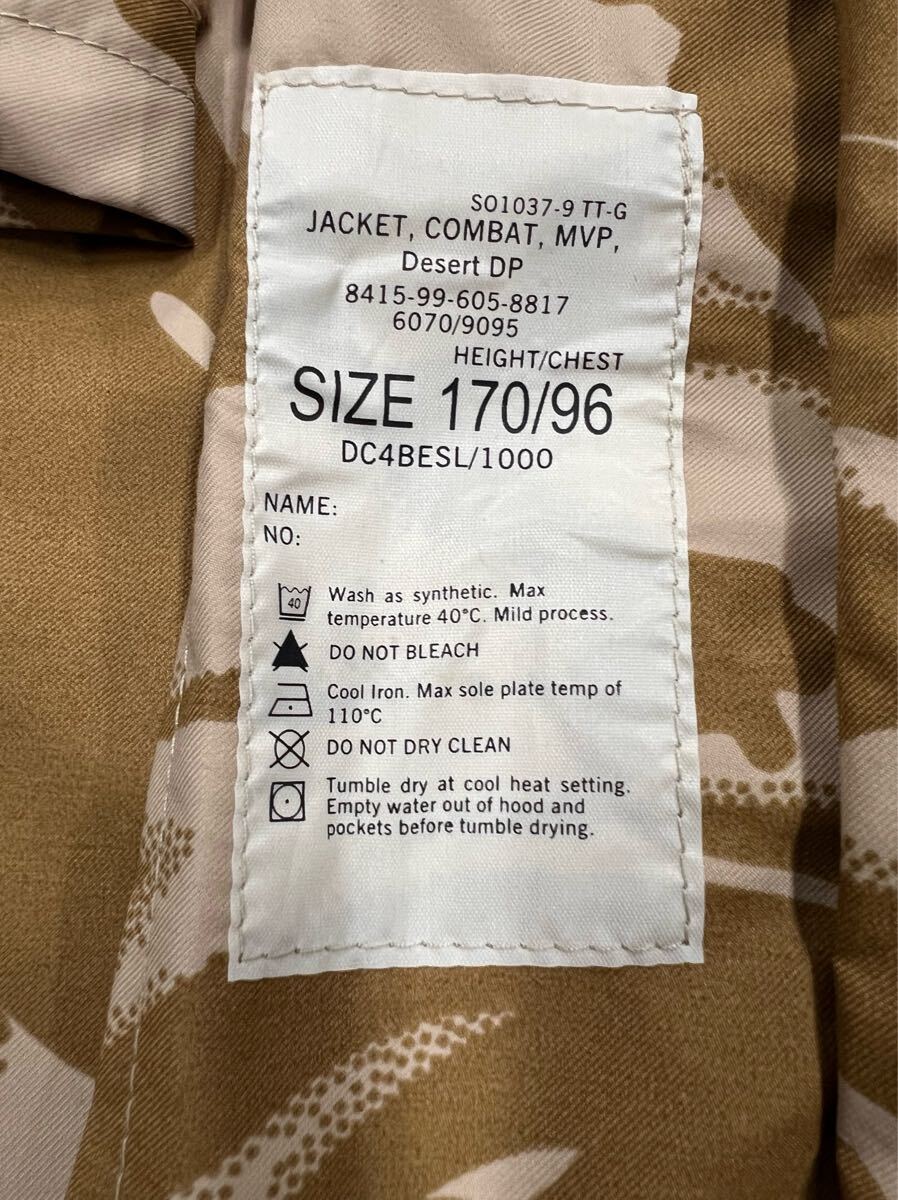 SO1037-9 TT-G
JACKET, COMBAT, MVP,
Desert DP
8415-99-605-8817
6070/9095
HEIGHT/CHEST
SIZE 170/96
DC4BESL/1000
NAME:
NO:
40
Wash as synthetic. Max
temperature 40°C. Mild process.
DO NOT BLEACH
Cool Iron. Max sole plate temp of
110°C
DO NOT DRY CLEAN
Tumble dry at cool heat setting.
Empty water out of hood and
pockets before tumble drying.